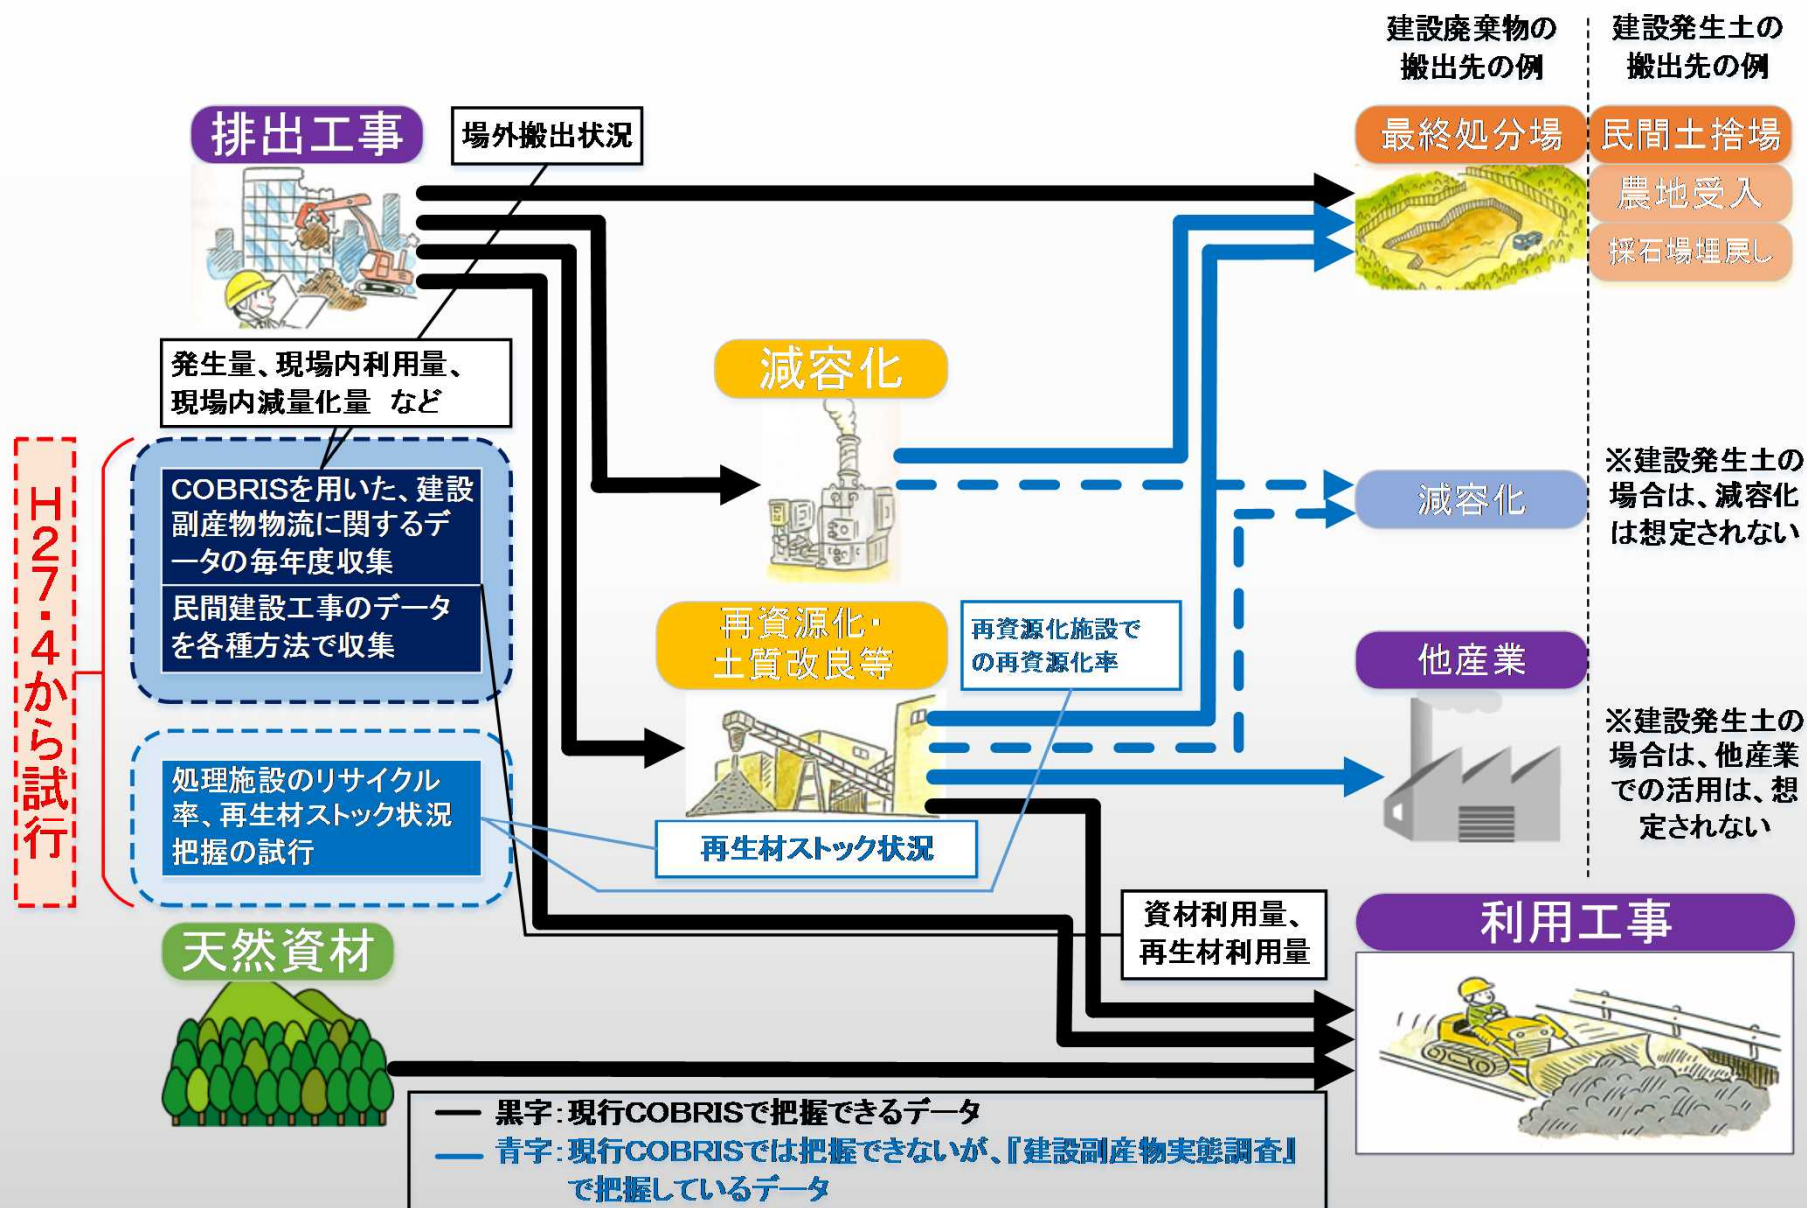 建設廃棄物の
搬出先の例
建設発生土の
搬出先の例
排出工事
場外搬出状況
最終処分場
民間土捨場
農地受入
採石場埋戻し
発生量、現場内利用量、
現場内減量化量 など
減容化
H27・4から試行
COBRISを用いた、建設
副産物物流に関するデ
ータの毎年度収集
民間建設工事のデータ
を各種方法で収集
減容化
※建設発生土の
場合は、減容化
は想定されない
再資源化・
土質改良等
再資源化施設で
の再資源化率
他産業
※建設発生土の
場合は、他産業
での活用は、想
定されない
処理施設のリサイクル
率、再生材ストック状況
把握の試行
再生材ストック状況
天然資材
資材利用量、
再生材利用量
利用工事
黒字:現行COBRISで把握できるデータ
青字:現行COBRISでは把握できないが、『建設副産物実態調査』
で把握しているデータ